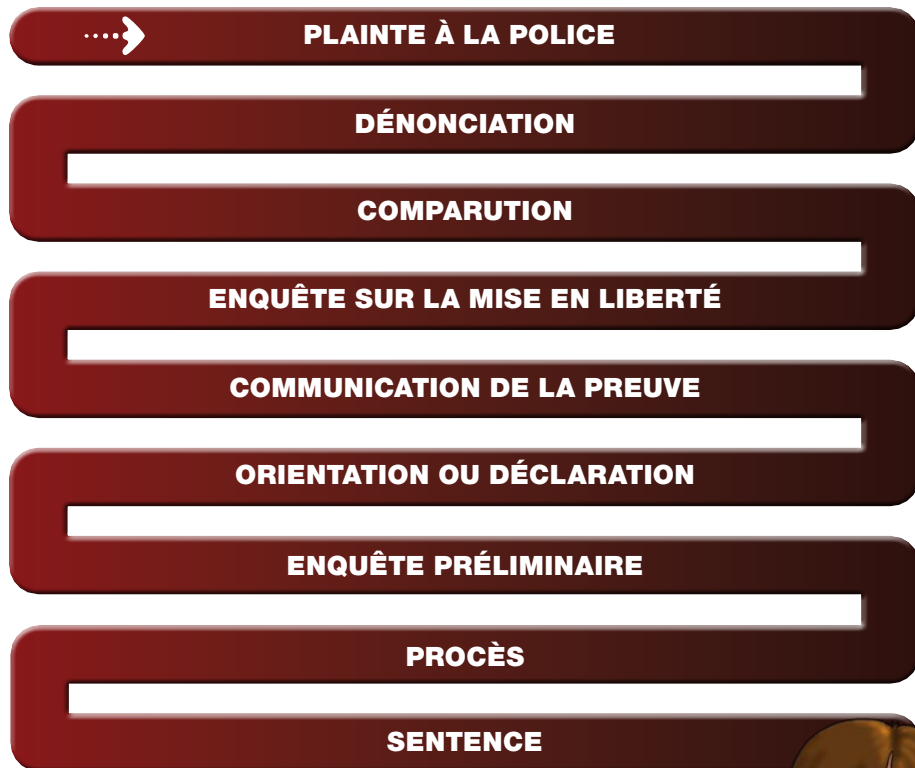 PLAINTE À LA POLICE
DÉNONCIATION
COMPARUTION
ENQUÊTE SUR LA MISE EN LIBERTÉ
COMMUNICATION DE LA PREUVE
ORIENTATION OU DÉCLARATION
ENQUÊTE PRÉLIMINAIRE
PROCÈS
SENTENCE